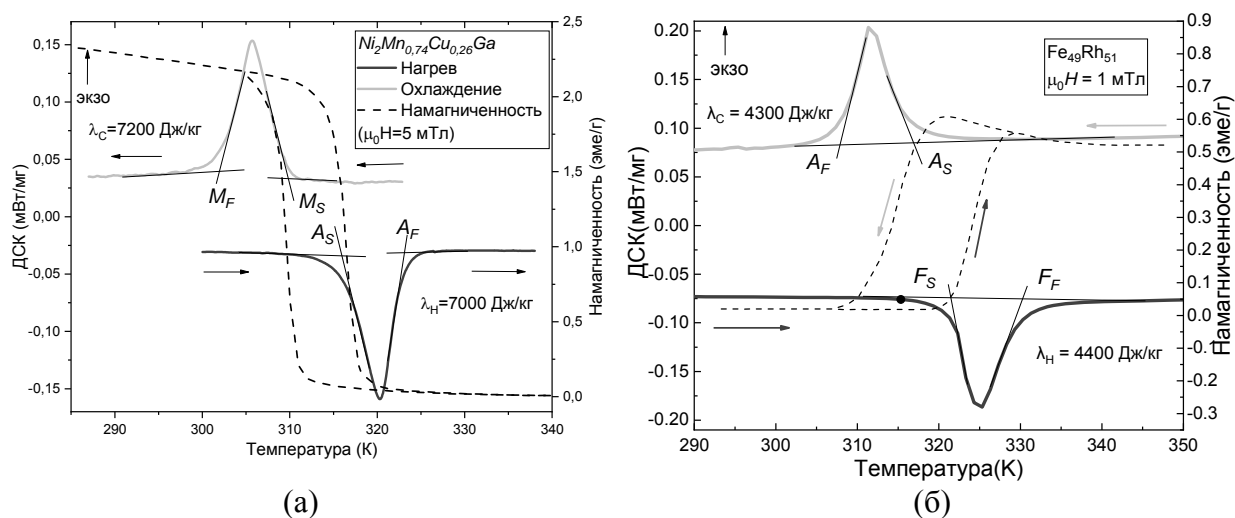 0,15
0,10
0,05
0,00
-0,05
-0,10
-0,15
ДСК (мВт/мг)
2,5
2,0
1,5
1,0
0,5
0,0
Намагниченность (эме/г)
Ni2Mn0,74Cu0,26Ga
Нагрев
Охлаждение
Намагниченность
(μ0H=5 мТл)
экзо
λC=7200 Дж/кг
MF
MS
AS
AF
λH=7000 Дж/кг
290 300 310 320 330 340
Температура (К)
(а)
0.20
0.15
0.10
0.05
0.00
-0.05
-0.10
-0.15
-0.20
ДСК(мВт/мг)
0.9
0.8
0.7
0.6
0.5
0.4
0.3
0.2
0.1
0.0
-0.1
-0.2
-0.3
Намагниченность (эме/г)
экзо
Fe49Rh51
μ0H = 1 мТл
λC = 4300 Дж/кг
AF
AS
FS
FF
λH = 4400 Дж/кг
290 300 310 320 330 340 350
Температура(К)
(б)